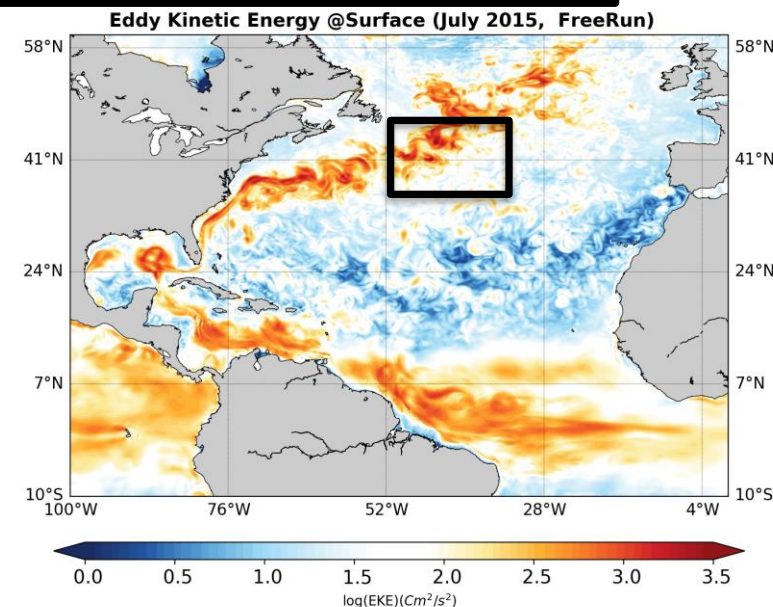 Eddy Kinetic Energy @Surface (July 2015, FreeRun)
58°N 58°N
41°N 41°N
24°N 24°N
7°N 7°N
10°S 10°S
100°W 76°W 52°W 28°W 4°W
0.0 0.5 1.0 1.5 2.0 2.5 3.0 3.5
log(EKE)(Cm²/s²)